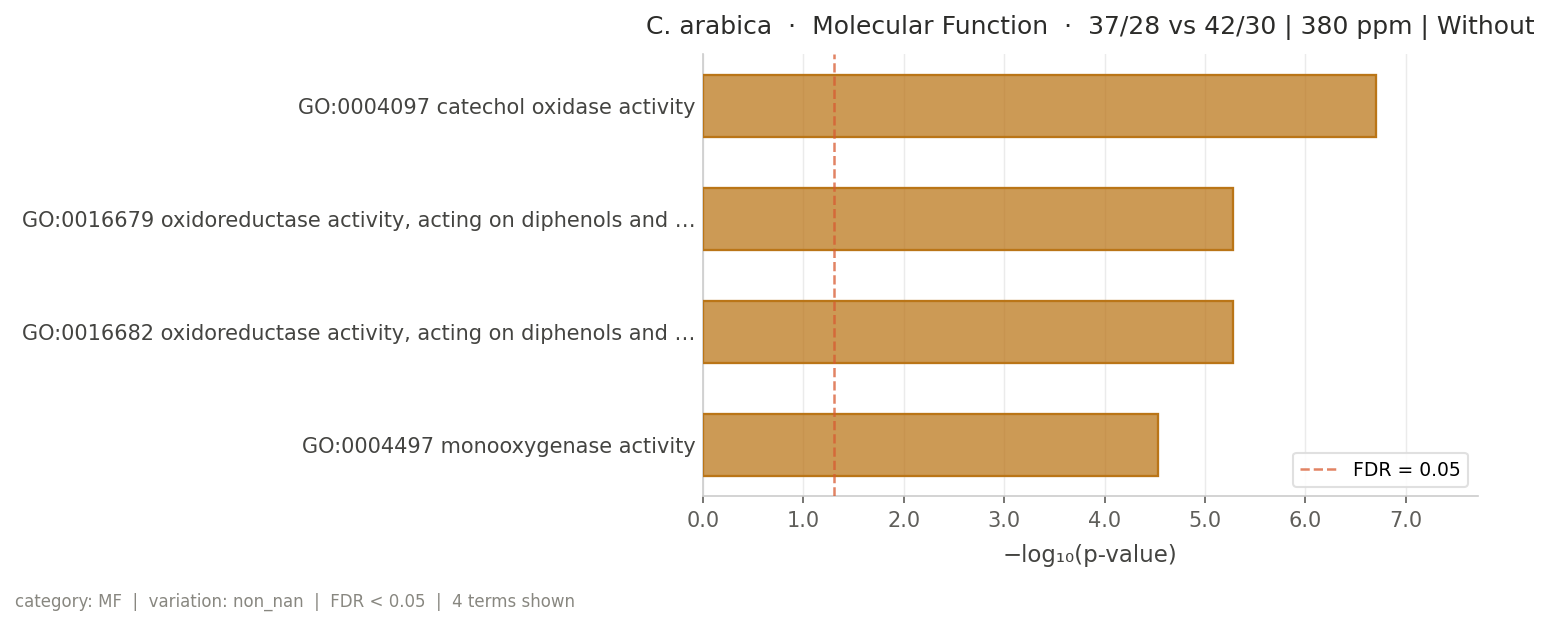 C. arabica · Molecular Function · 37/28 vs 42/30 | 380 ppm | Without
GO:0004097 catechol oxidase activity
GO:0016679 oxidoreductase activity, acting on diphenols and ...
GO:0016682 oxidoreductase activity, acting on diphenols and ...
GO:0004497 monooxygenase activity
FDR = 0.05
0.0 1.0 2.0 3.0 4.0 5.0 6.0 7.0
−log₁₀(p-value)
category: MF | variation: non_nan | FDR < 0.05 | 4 terms shown